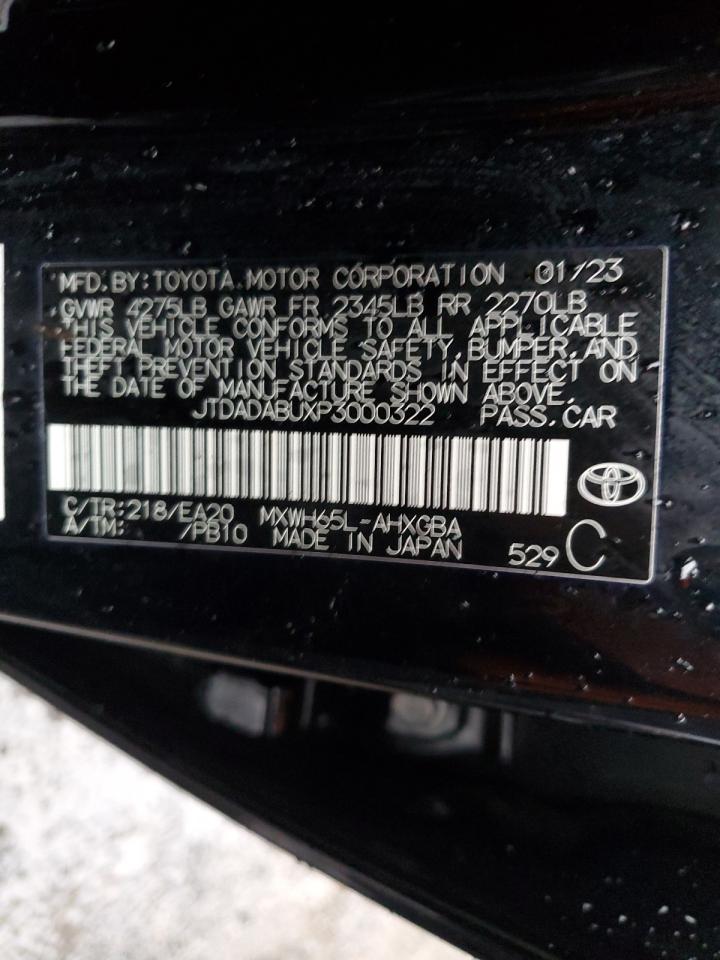 MFD.BY:TOYOTA MOTOR CORPORATION 01/23
GVWR 4275LB GAWR FR 2345LB RR 2270LB
THIS VEHICLE CONFORMS TO ALL APPLICABLE
FEDERAL MOTOR VEHICLE SAFETY,BUMPER,AND
THEFT PREVENTION STANDARDS IN EFFECT ON
THE DATE OF MANUFACTURE SHOWN ABOVE.
JTDADABUXP3000322 PASS.CAR
C/TR:218/EA20 MXWH65L-AHXGBA
A/TM: /PB10 MADE IN JAPAN
529 C